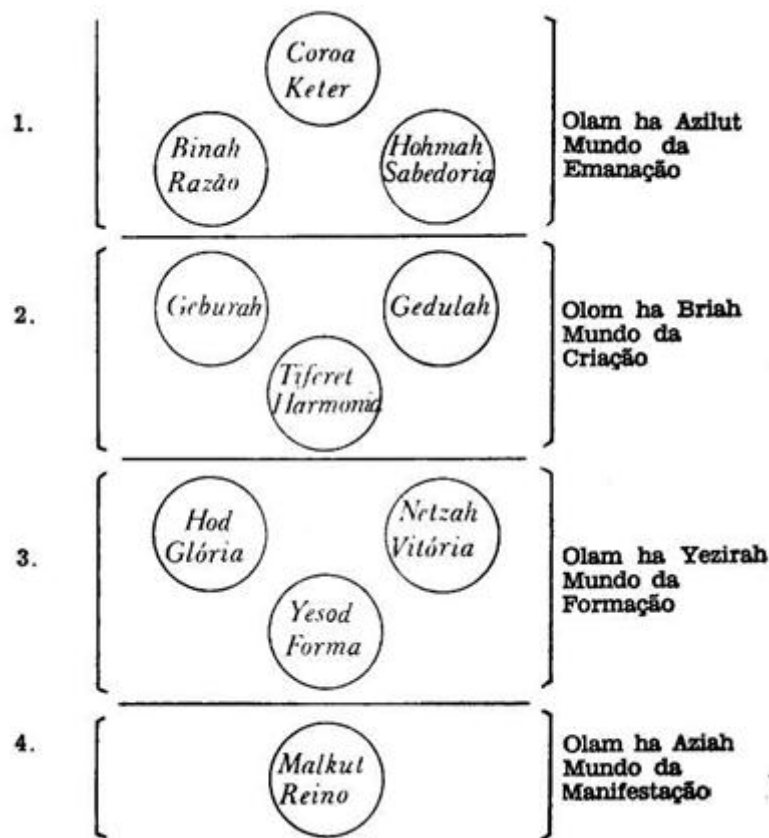 1.
Coroa
Keter
Binah
Razão
Hohmah
Sabedoria
Olam ha Azilut
Mundo da
Emanação
2.
Geburah
Gedulah
Tiferet
Harmonia
Olom ha Briah
Mundo da
Criação
3.
Hod
Glória
Netzah
Vitória
Yesod
Forma
Olam ha Yezirah
Mundo da
Formação
4.
Malkut
Reino
Olam ha Aziah
Mundo da
Manifestação